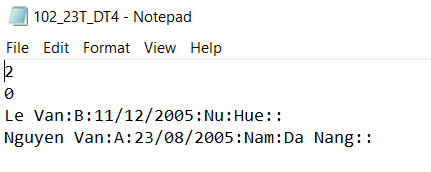 102_23T_DT4 - Notepad
File Edit Format View Help
2
0
Le Van:B:11/12/2005:Nu:Hue::
Nguyen Van:A:23/08/2005:Nam:Da Nang::